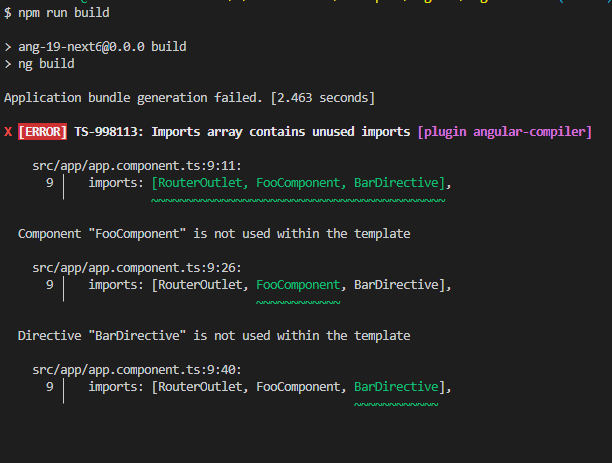 $ npm run build
> ang-19-next6@0.0.0 build
> ng build
Application bundle generation failed. [2.463 seconds]
X [ERROR] TS-998113: Imports array contains unused imports [plugin angular-compiler]
src/app/app.component.ts:9:11:
9 │ imports: [RouterOutlet, FooComponent, BarDirective],
~~~~~~~~~~~~~~~~~~~~~~~~~~~~~~~~~~~~~~~~~~
Component "FooComponent" is not used within the template
src/app/app.component.ts:9:26:
9 │ imports: [RouterOutlet, FooComponent, BarDirective],
~~~~~~~~~~~~
Directive "BarDirective" is not used within the template
src/app/app.component.ts:9:40:
9 │ imports: [RouterOutlet, FooComponent, BarDirective],
~~~~~~~~~~~~